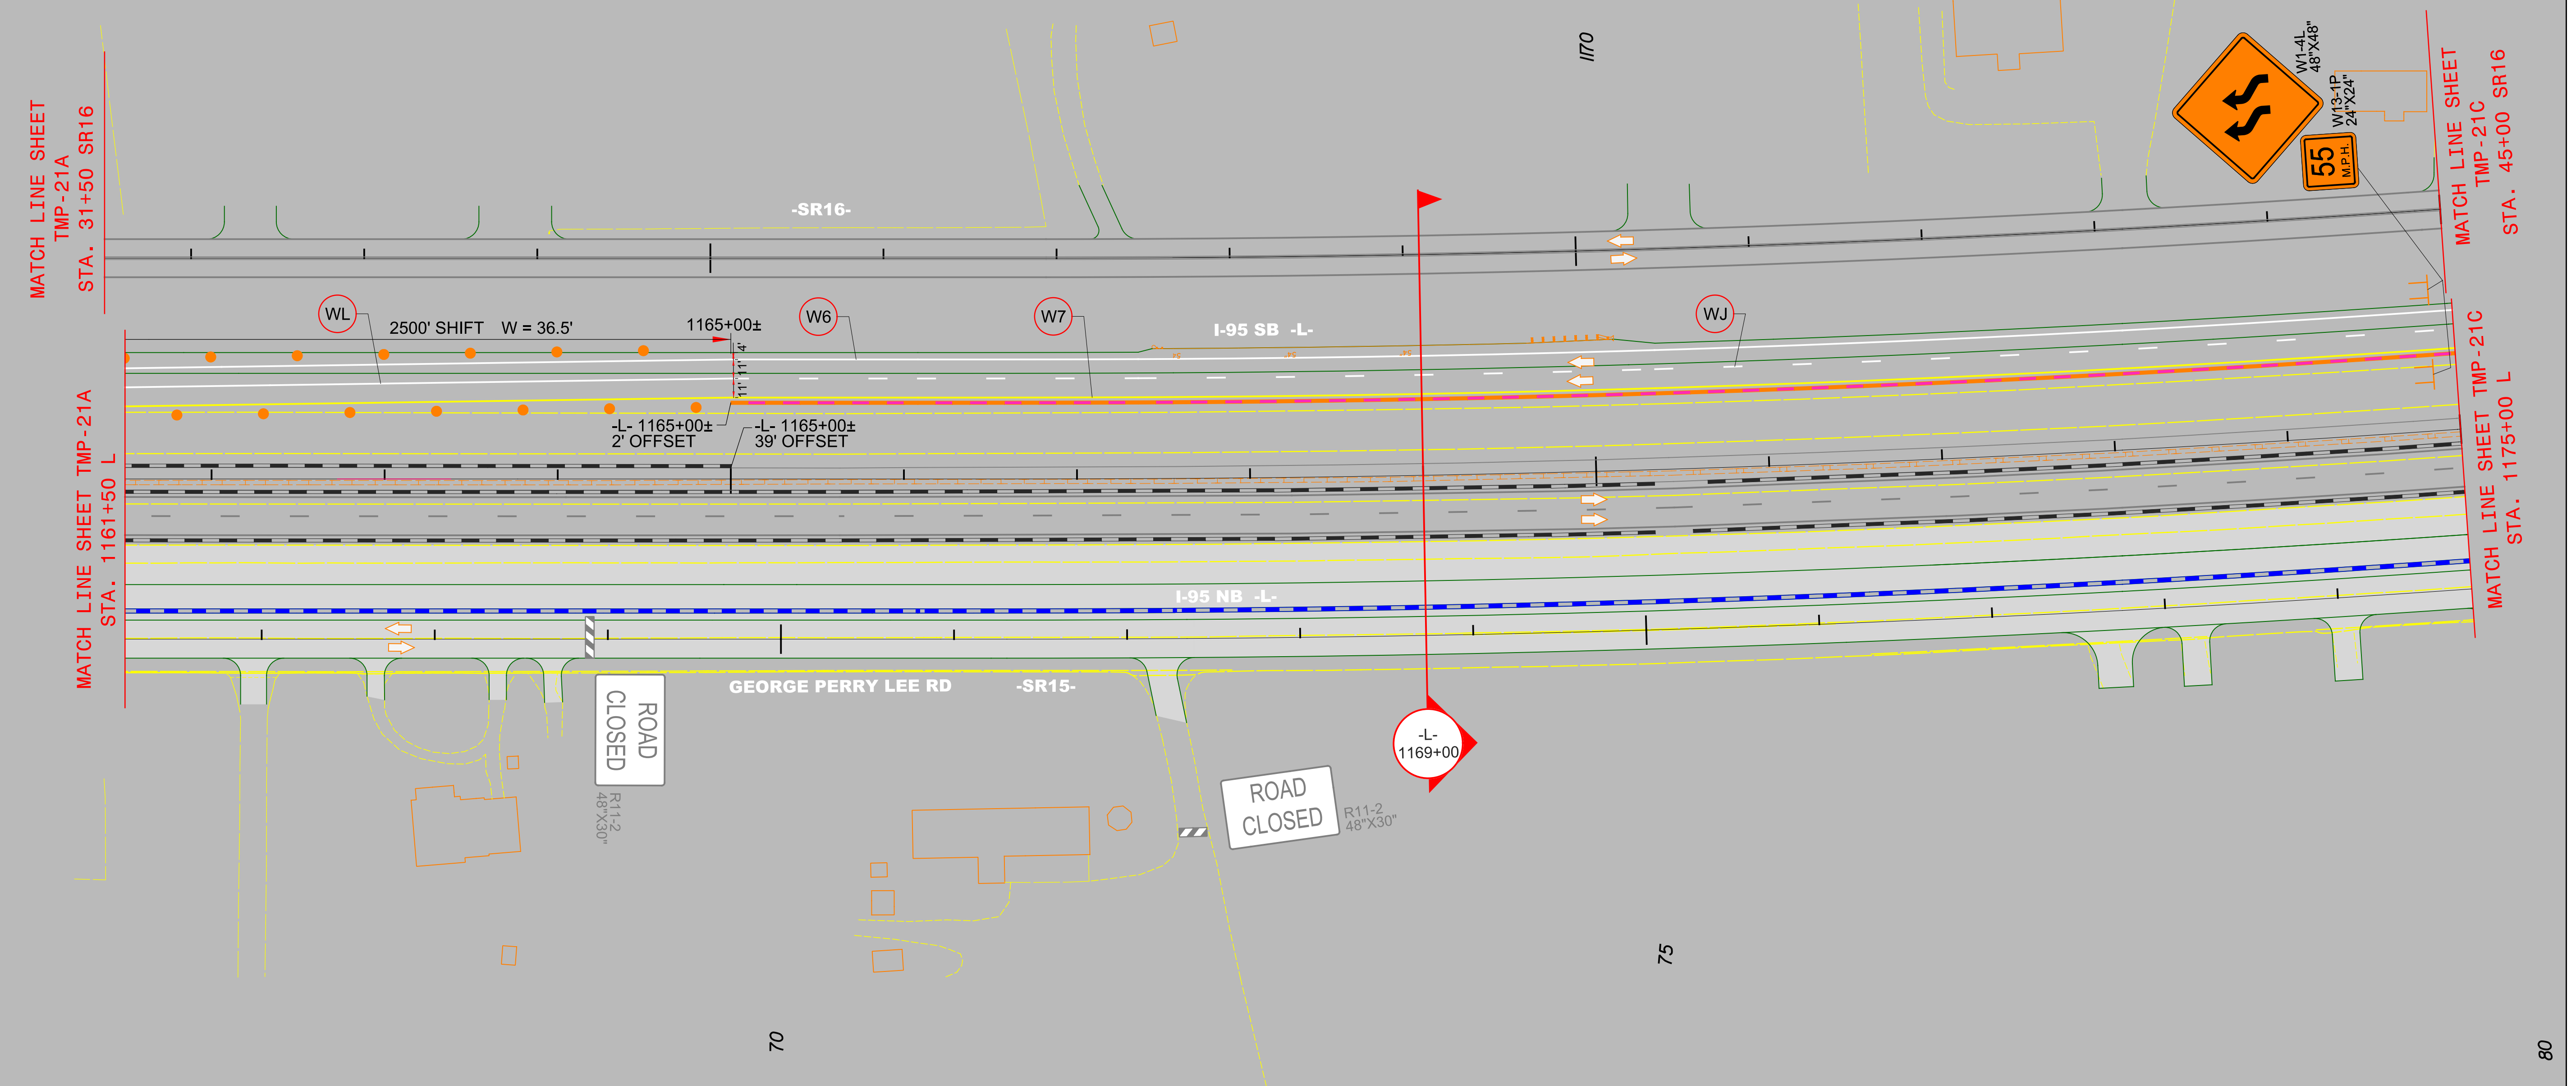 MATCH LINE SHEET
TMP-21A
STA. 31+50 SR16
-SR16-
1170
W1-4L
48"X48"
W13-1P
24"X24"
55
M.P.H.
MATCH LINE SHEET
TMP-21C
STA. 45+00 SR16
WL
2500' SHIFT W = 36.5'
1165+00±
W6
W7
I-95 SB -L-
WJ
11' 11' 4'
-L- 1165+00±
2' OFFSET
-L- 1165+00±
39' OFFSET
MATCH LINE SHEET TMP-21A
STA. 1161+50 L
MATCH LINE SHEET TMP-21C
STA. 1175+00 L
I-95 NB -L-
GEORGE PERRY LEE RD -SR15-
ROAD
CLOSED
R11-2
48"X30"
-L-
1169+00
ROAD
CLOSED
R11-2
48"X30"
75
70
80